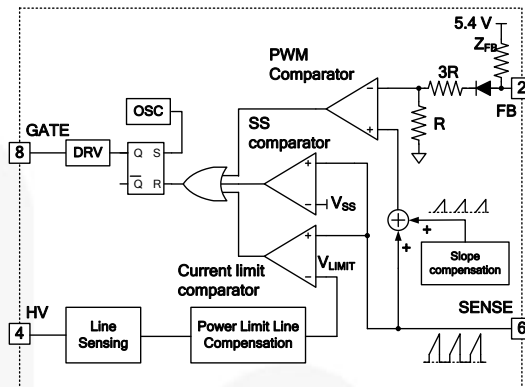 5.4 V
Z_FB
2
FB
3R
R
PWM
Comparator
OSC
SS
comparator
8
GATE
DRV
Q S
Q̅ R
V_SS
Slope
compensation
Current limit
comparator
V_LIMIT
SENSE
6
4
HV
Line
Sensing
Power Limit Line
Compensation